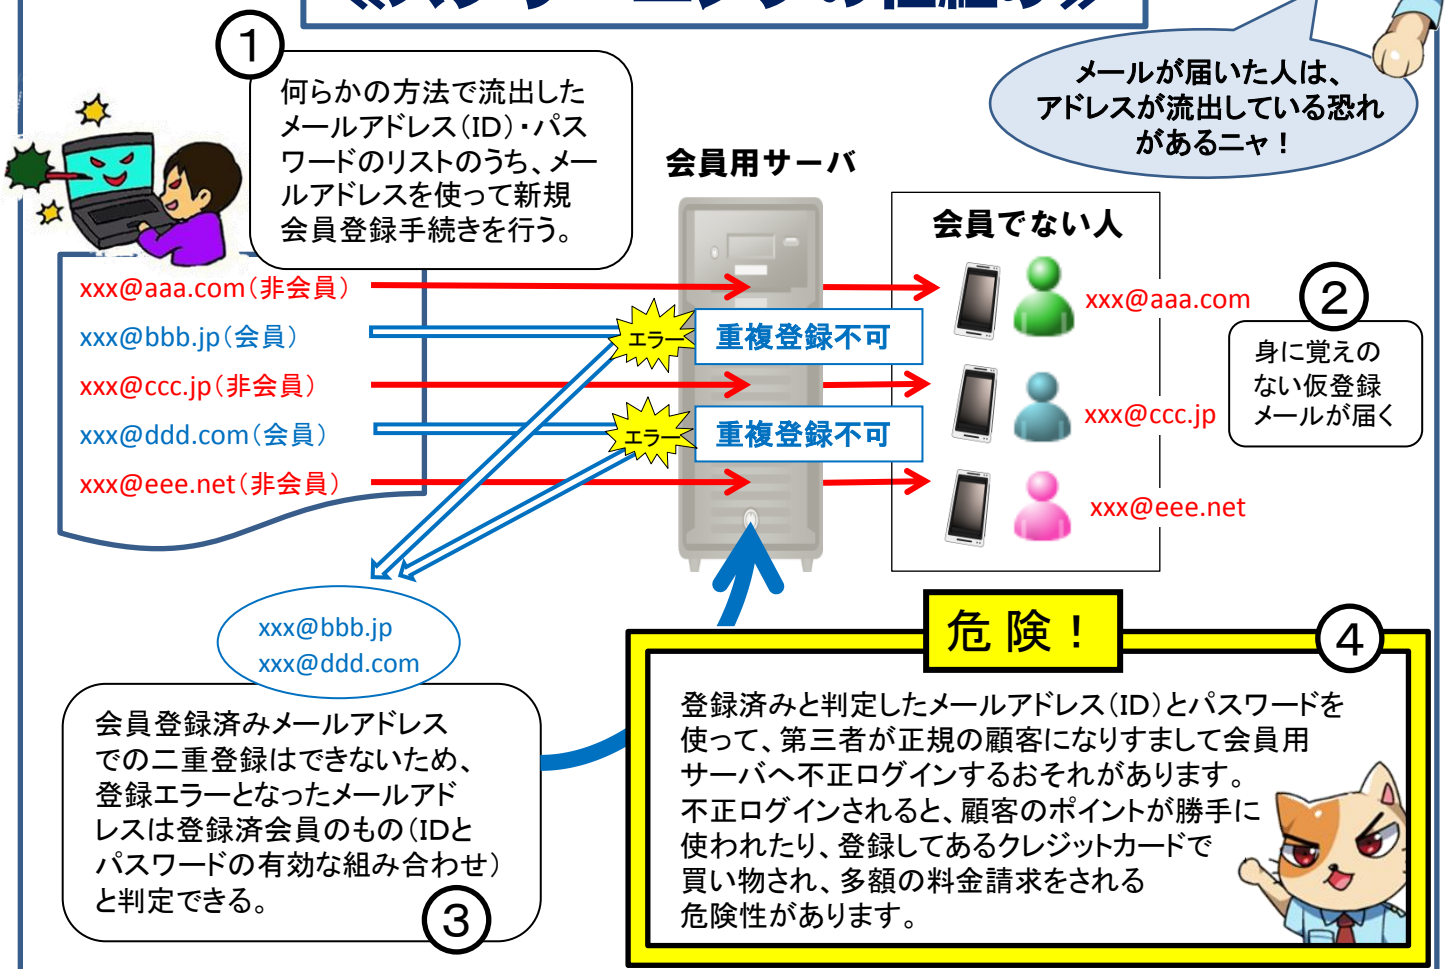 ①
何らかの方法で流出した
メールアドレス(ID)・パス
ワードのリストのうち、メー
ルアドレスを使って新規
会員登録手続きを行う。
メールが届いた人は、
アドレスが流出している恐れ
があるニャ！
会員用サーバ
会員でない人
xxx@aaa.com(非会員)
xxx@bbb.jp(会員)
xxx@ccc.jp(非会員)
xxx@ddd.com(会員)
xxx@eee.net(非会員)
エラー
重複登録不可
エラー
重複登録不可
xxx@aaa.com
xxx@ccc.jp
xxx@eee.net
②
身に覚えの
ない仮登録
メールが届く
xxx@bbb.jp
xxx@ddd.com
会員登録済みメールアドレス
での二重登録はできないため、
登録エラーとなったメールアド
レスは登録済会員のもの(IDと
パスワードの有効な組み合わせ)
と判定できる。
③
危険！
④
登録済みと判定したメールアドレス(ID)とパスワードを
使って、第三者が正規の顧客になりすまして会員用
サーバへ不正ログインするおそれがあります。
不正ログインされると、顧客のポイントが勝手に
使われたり、登録してあるクレジットカードで
買い物され、多額の料金請求をされる
危険性があります。